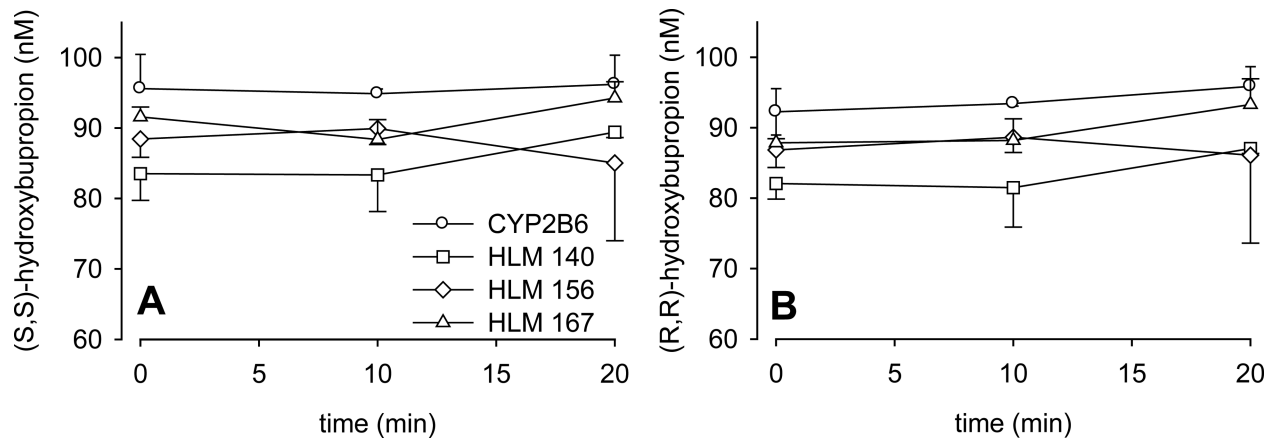 (S,S)-hydroxybupropion (nM)
100
90
80
70
60
CYP2B6
HLM 140
HLM 156
HLM 167
A
0 5 10 15 20
time (min)
(R,R)-hydroxybupropion (nM)
100
90
80
70
60
B
0 5 10 15 20
time (min)